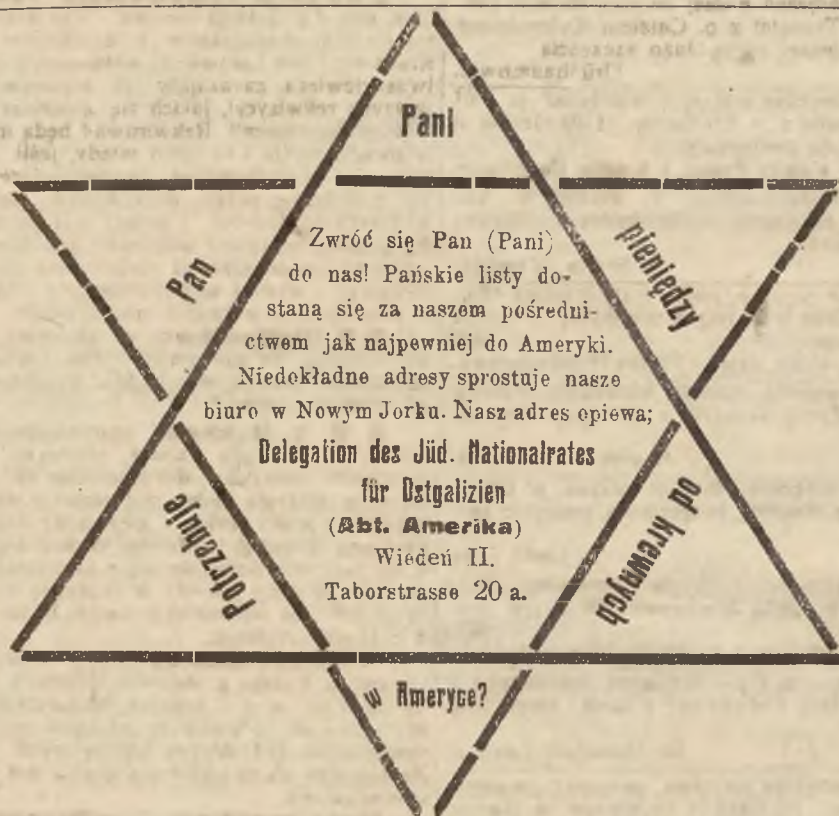 Potrzebuje
Pan
Pani
pieniędzy
od krewnych
w Ameryce?
Zwróć się Pan (Pani)
do nas! Pańskie listy do-
staną się za naszem pośredni-
ctwem jak najpewniej do Ameryki.
Niedokładne adresy sprostuje nasze
biuro w Nowym Jorku. Nasz adres opiewa;
Delegation des Jüd. Nationalrates
für Ostgalizien
(Abt. Amerika)
Wiedeń II.
Taborstrasse 20 a.